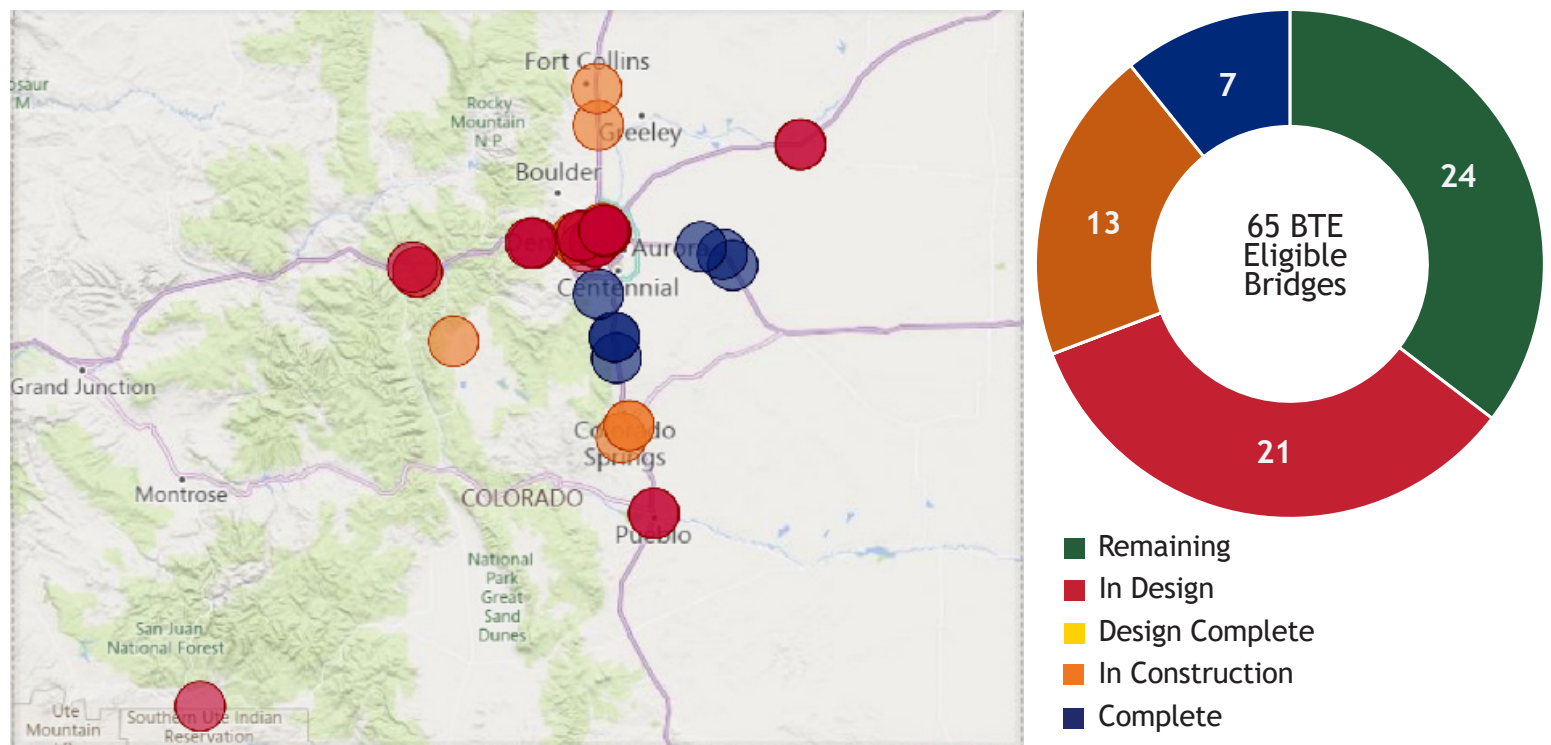 Fort Collins
osaur
M
Rocky
Mountain
N P
Greeley
Boulder
Aurora
Centennial
Grand Junction
Colorado
Springs
Montrose
COLORADO
Pueblo
National
Park
Great
Sand
Dunes
San Juan
National Forest
Ute
Mountain
Southern Ute Indian
Reservation
7
24
13
21
65 BTE
Eligible
Bridges
Remaining
In Design
Design Complete
In Construction
Complete